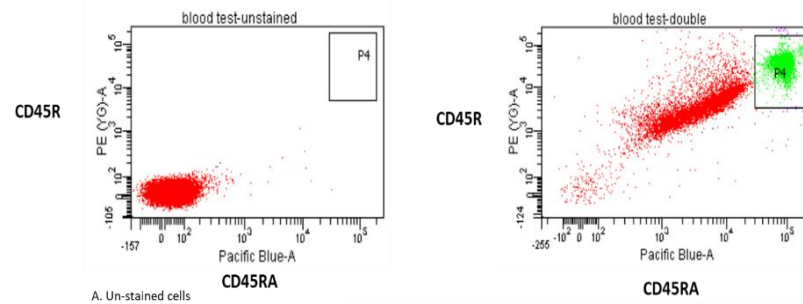 blood test-unstained
P4
CD45R
PE (YG)-A
10^5
10^4
10^3
10^2
0
-105
-157
0
10^2
10^3
10^4
10^5
Pacific Blue-A
CD45RA
A. Un-stained cells
blood test-double
P4
CD45R
PE (YG)-A
10^5
10^4
10^3
10^2
0
-124
-255
-10^2
0
10^2
10^3
10^4
10^5
Pacific Blue-A
CD45RA